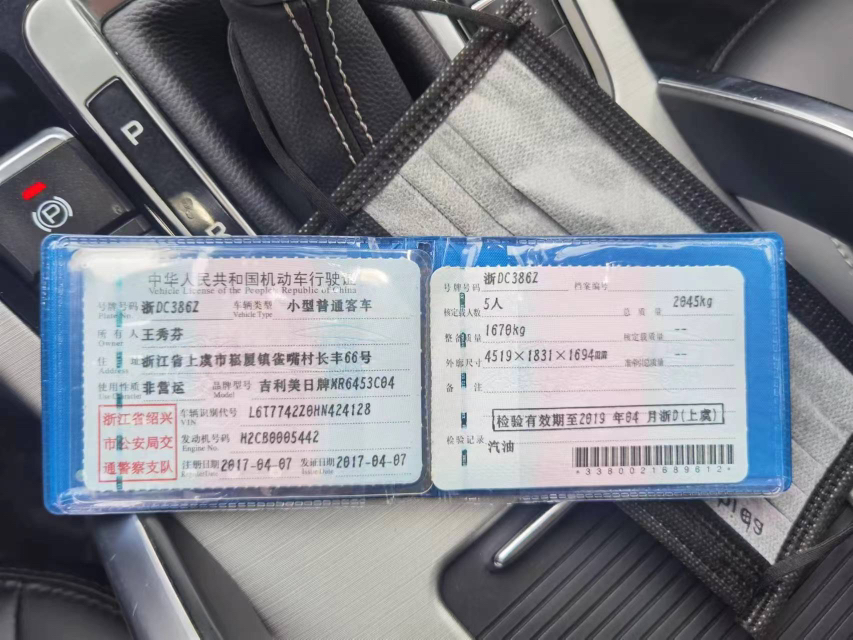 P
P
中华人民共和国机动车行驶证
Vehicle License of the People's Republic of China
号牌号码 浙DC386Z 车辆类型 小型普通客车
Plate No. Vehicle Type
所有人 王秀芬
Owner
住址 浙江省上虞市崧厦镇雀嘴村长丰66号
Address
使用性质 非营运 品牌型号 吉利美日牌MR6453C04
Use Character Model
浙江省绍兴
市公安局交
通警察支队
车辆识别代号 L6T7742Z0HN424128
VIN
发动机号码 H2CB0005442
Engine No.
注册日期 2017-04-07 发证日期 2017-04-07
Register Date Issue Date
号牌号码 浙DC386Z 档案编号
核定载人数 5人 总质量 2045kg
整备质量 1670kg 核定载质量 --
外廓尺寸 4519×1831×1694mm 准牵引总质量 --
备注
检验有效期至2019年04月浙D(上虞)
检验记录
汽油
*3380021689612*